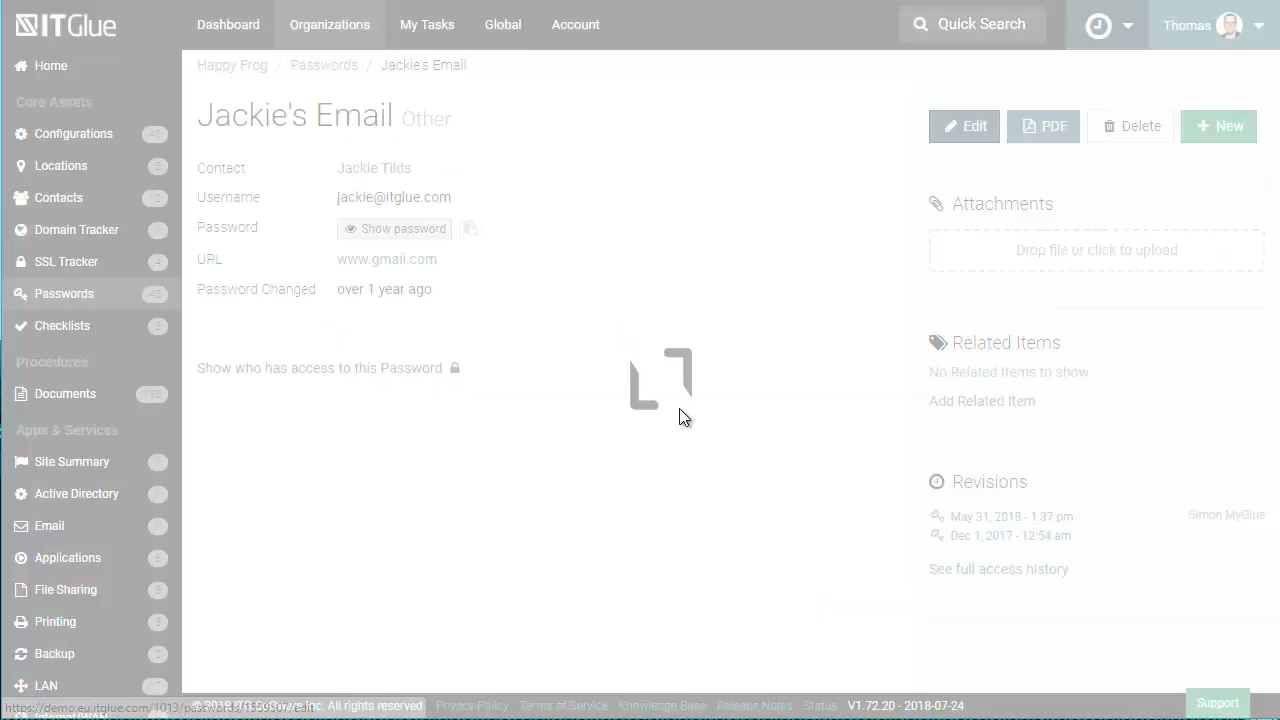 ITGlue
Dashboard
Organizations
My Tasks
Global
Account
Quick Search
Thomas
Home
Core Assets
Configurations
Locations
Contacts
Domain Tracker
SSL Tracker 4
Passwords
Checklists
Procedures
Documents
Apps & Services
Site Summary
Active Directory
Email
Applications
File Sharing
Printing
Backup
LAN
Happy Frog / Passwords / Jackie's Email
Jackie's Email Other
Contact Jackie Tilds
Username jackie@itglue.com
Password Show password
URL www.gmail.com
Password Changed over 1 year ago
Show who has access to this Password
Edit
PDF
Delete
+ New
Attachments
Drop file or click to upload
Related Items
No Related Items to show
Add Related Item
Revisions
May 31, 2018 - 1:37 pm Simon MyGlue
Dec 1, 2017 - 12:54 am
See full access history
All rights reserved.
Privacy Policy
Terms of Service
Knowledge Base
Release Notes
Status
V1.72.20 - 2018-07-24
Support